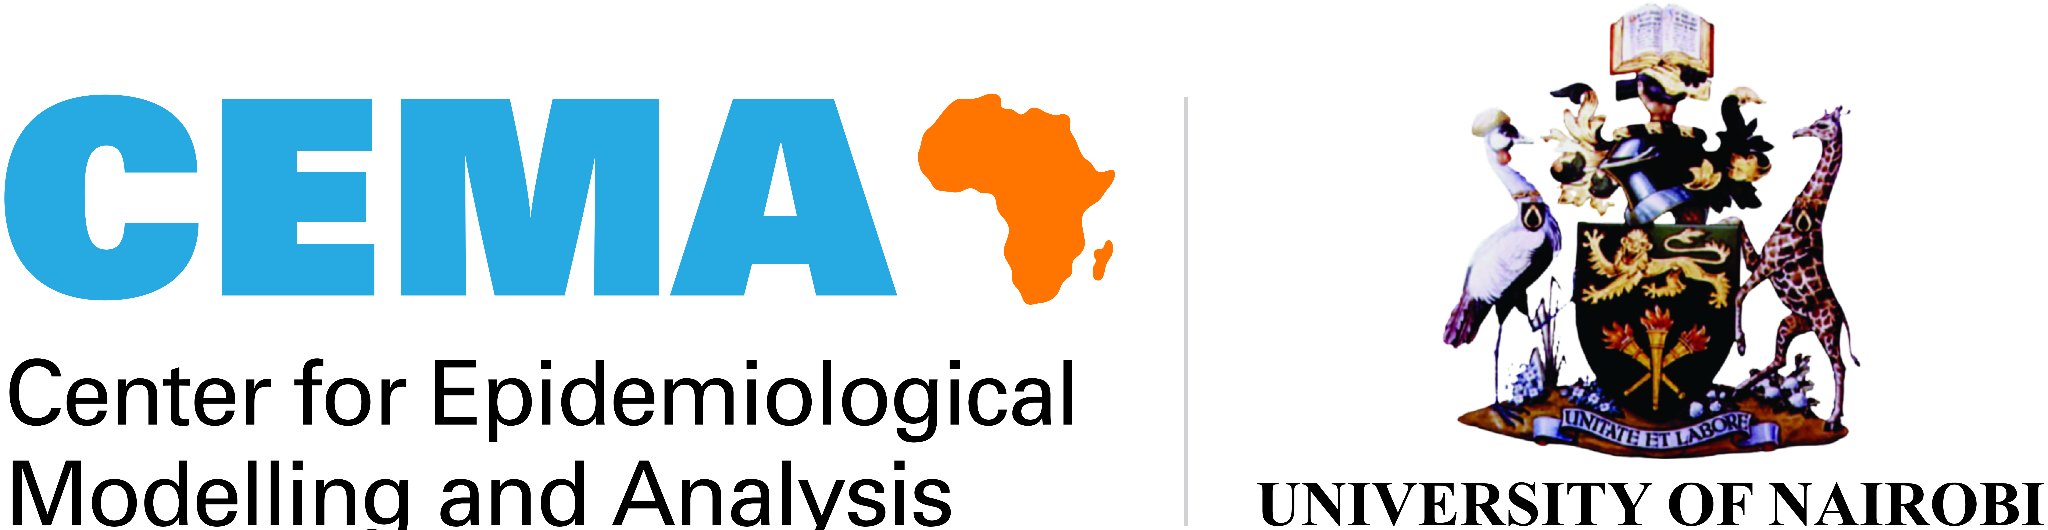 CEMA
Center for Epidemiological
Modelling and Analysis
UNITATE ET LABORE
UNIVERSITY OF NAIROBI